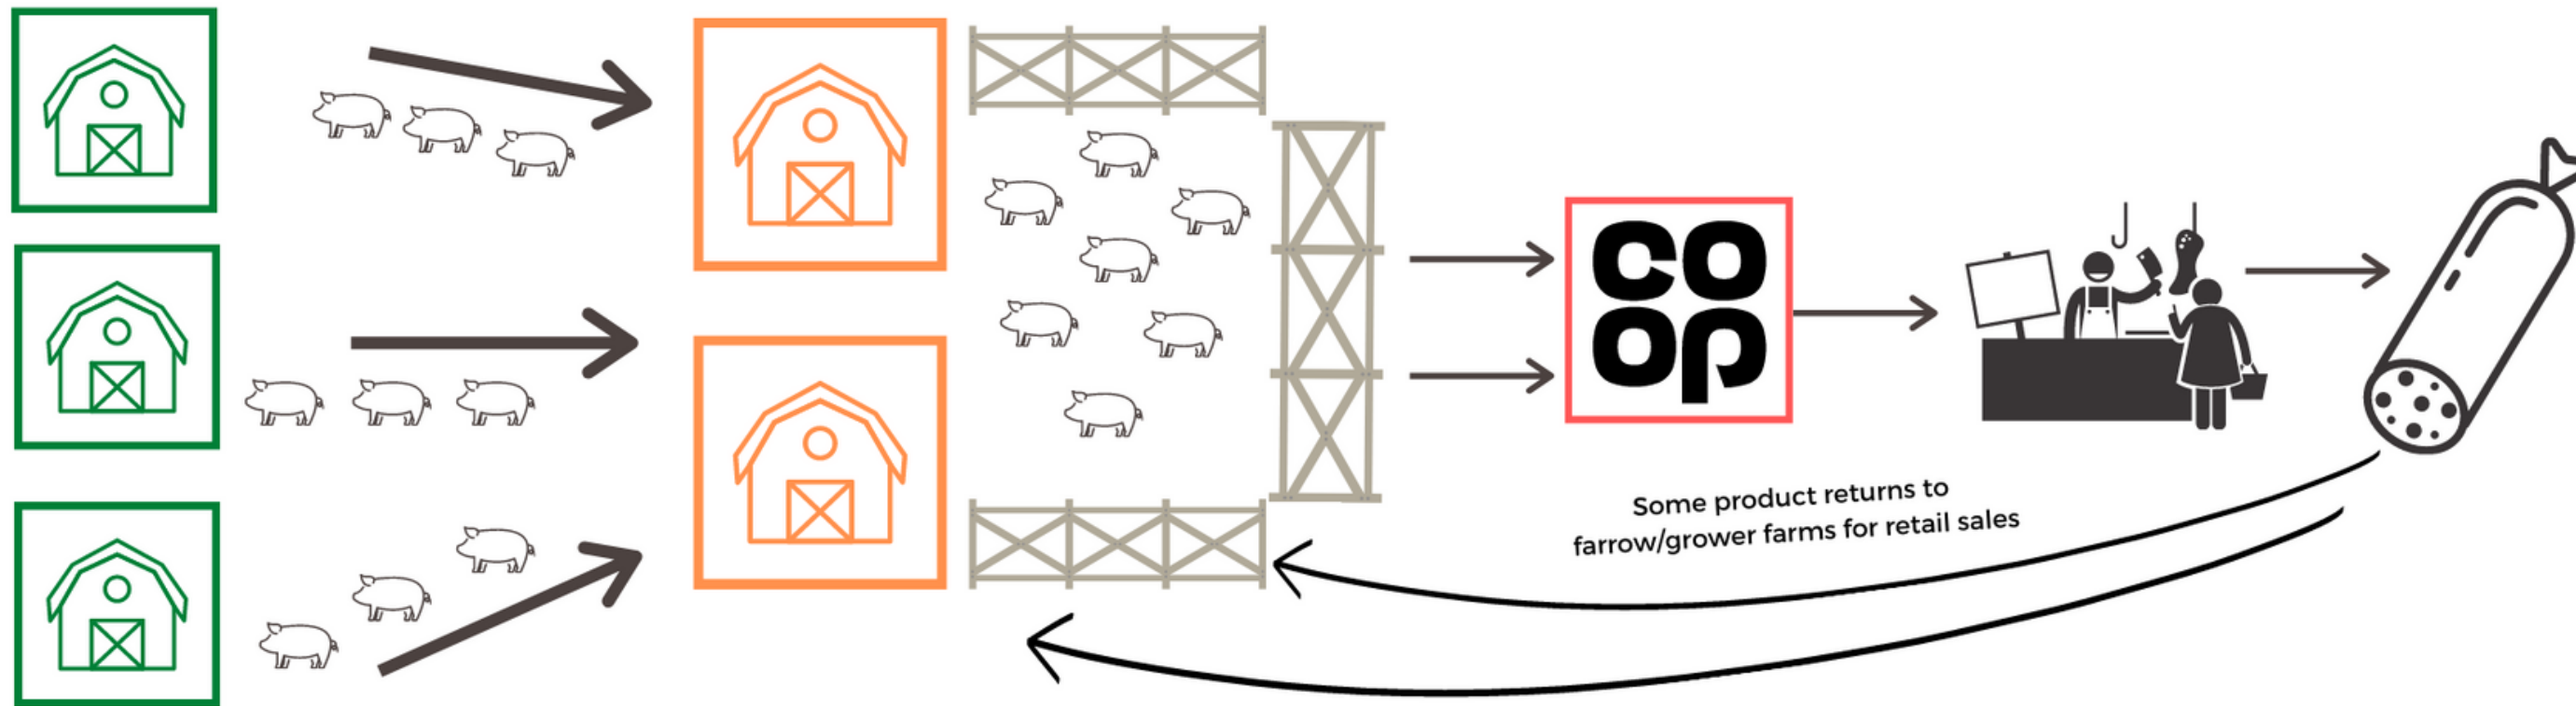 co
op
Some product returns to
farrow/grower farms for retail sales